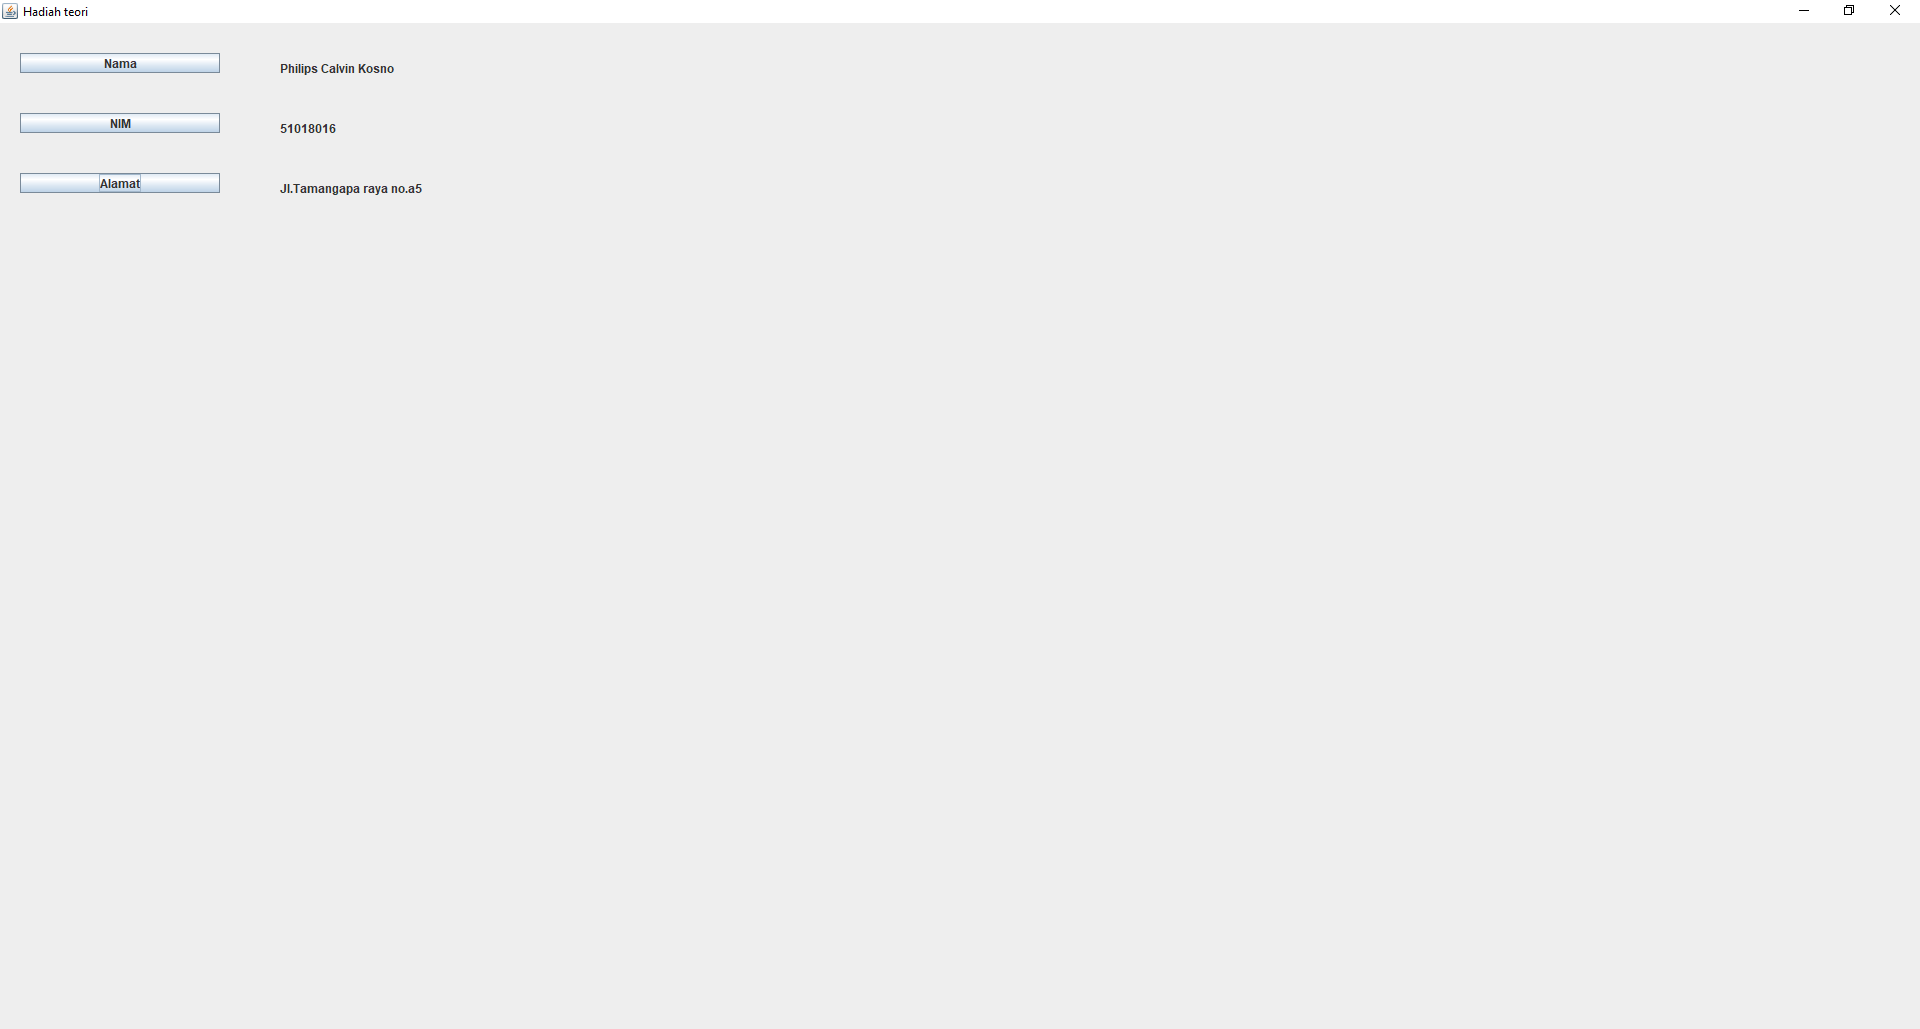 Hadiah teori
Nama Philips Calvin Kosno
NIM 51018016
Alamat Jl.Tamangapa raya no.a5